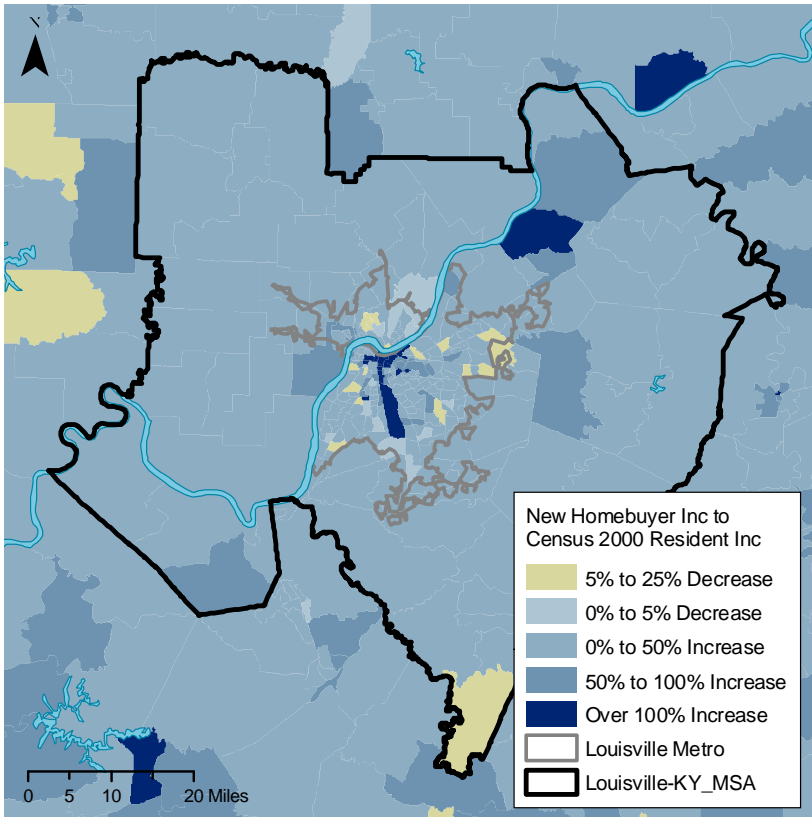 N
New Homebuyer Inc to
Census 2000 Resident Inc
5% to 25% Decrease
0% to 5% Decrease
0% to 50% Increase
50% to 100% Increase
Over 100% Increase
Louisville Metro
Louisville-KY_MSA
0 5 10 20 Miles